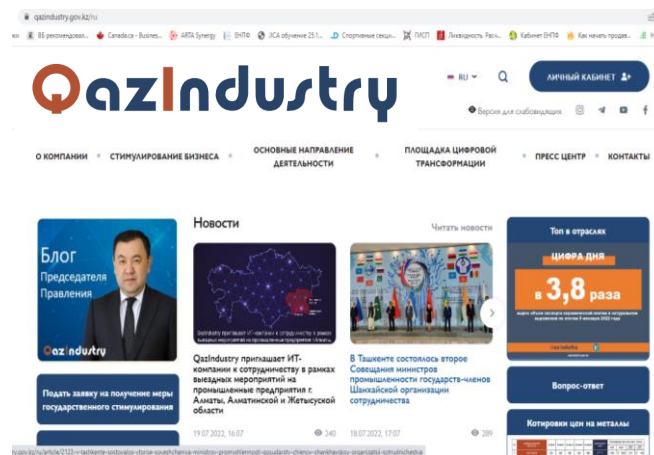 qazindustry.gov.kz/ru
ВБ рекомендовал...
Canada.ca - Busines...
ARTA Synergy
ЕНПФ
JICA обучение 25.1...
Спортивные секци...
ГИСП
Ликвидность. Расч...
Кабинет ЕНПФ
Как начать продав...
QazIndustry
RU
ЛИЧНЫЙ КАБИНЕТ
Версия для слабовидящих
О КОМПАНИИ
СТИМУЛИРОВАНИЕ БИЗНЕСА
ОСНОВНЫЕ НАПРАВЛЕНИЕ
ДЕЯТЕЛЬНОСТИ
ПЛОЩАДКА ЦИФРОВОЙ
ТРАНСФОРМАЦИИ
ПРЕСС ЦЕНТР
КОНТАКТЫ
Блог
Председателя
Правления
QazIndustry
Подать заявку на получение меры
государственного стимулирования
Новости
Читать новости
QazIndustry приглашает ИТ-
компании к сотрудничеству в рамках
выездных мероприятий на
промышленные предприятия г.
Алматы, Алматинской и Жетысуской
области
19.07.2022, 16:07
240
В Ташкенте состоялось второе
Совещания министров
промышленности государств-членов
Шанхайской организации
сотрудничества
18.07.2022, 17:07
289
Топ в отраслях
ЦИФРА ДНЯ
в 3,8 раза
Вопрос-ответ
Котировки цен на металлы